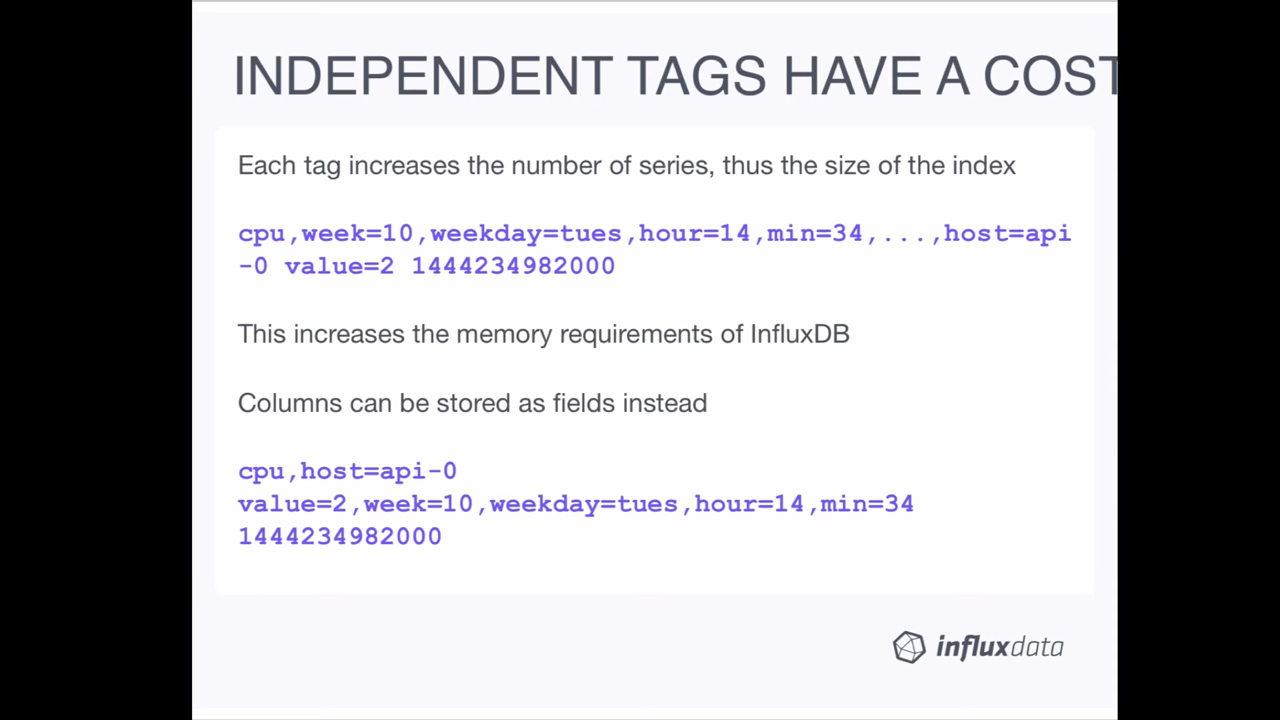 INDEPENDENT TAGS HAVE A COST
Each tag increases the number of series, thus the size of the index
cpu,week=10,weekday=tues,hour=14,min=34,...,host=api
-0 value=2 1444234982000
This increases the memory requirements of InfluxDB
Columns can be stored as fields instead
cpu,host=api-0
value=2,week=10,weekday=tues,hour=14,min=34
1444234982000
influxdata